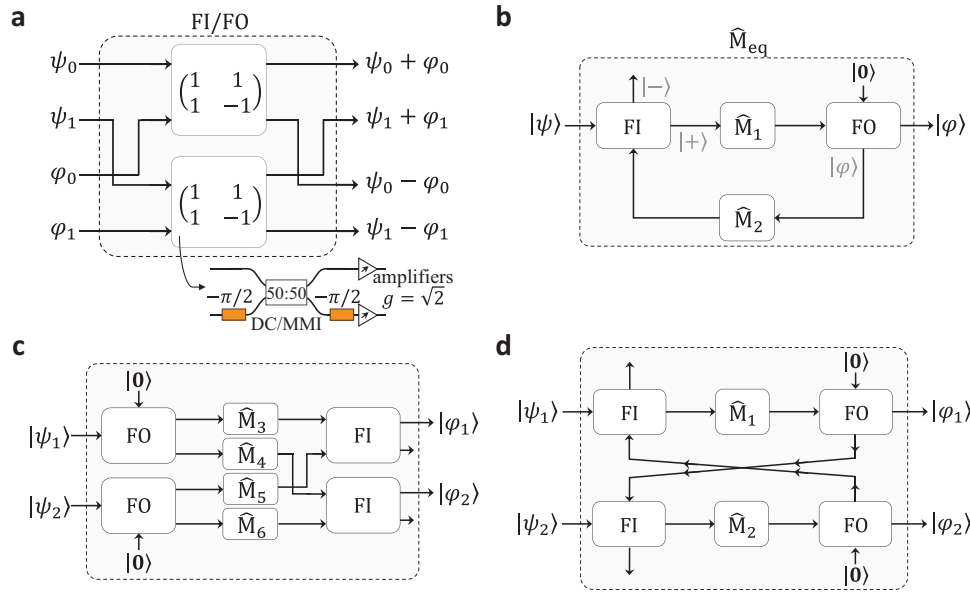 a
FI/FO
ψ₀
ψ₁
φ₀
φ₁
(1 1
1 -1)
(1 1
1 -1)
ψ₀ + φ₀
ψ₁ + φ₁
ψ₀ − φ₀
ψ₁ − φ₁
−π/2
50:50
−π/2
DC/MMI
amplifiers
g = √2
b
M̂eq
|ψ⟩
FI
|−⟩
|+⟩
M̂₁
|0⟩
FO
|φ⟩
|φ⟩
M̂₂
c
|0⟩
|ψ₁⟩
FO
M̂₃
M̂₄
FI
|φ₁⟩
|ψ₂⟩
FO
M̂₅
M̂₆
FI
|φ₂⟩
|0⟩
d
|0⟩
|ψ₁⟩
FI
M̂₁
FO
|φ₁⟩
|ψ₂⟩
FI
M̂₂
FO
|φ₂⟩
|0⟩